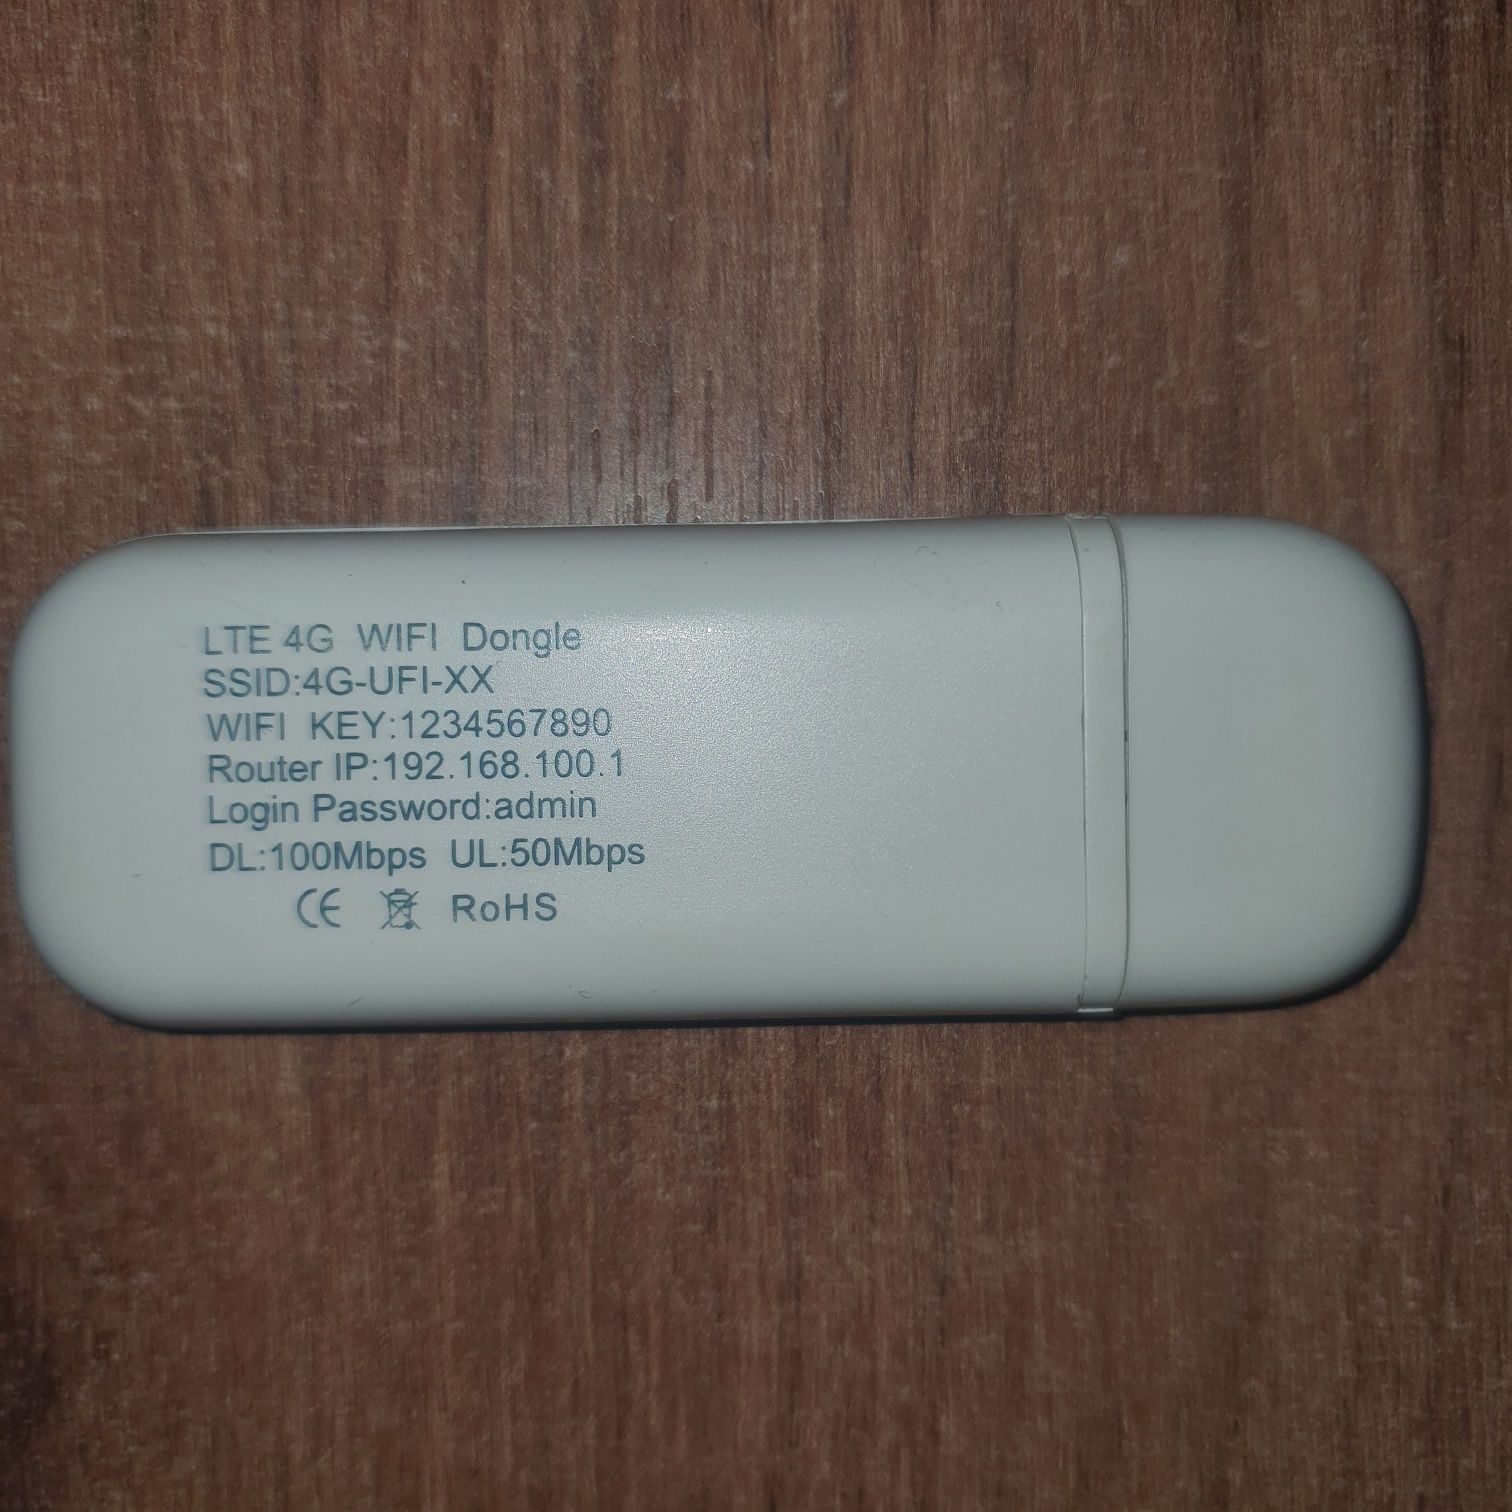 LTE 4G WIFI Dongle
SSID:4G-UFI-XX
WIFI KEY:1234567890
Router IP:192.168.100.1
Login Password:admin
DL:100Mbps UL:50Mbps
CE RoHS